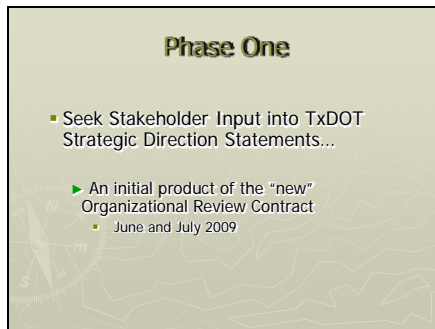 Phase One
▪ Seek Stakeholder Input into TxDOT
Strategic Direction Statements...
► An initial product of the "new"
Organizational Review Contract
▪ June and July 2009
N
m
S